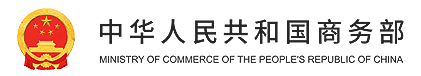 中华人民共和国商务部
MINISTRY OF COMMERCE OF THE PEOPLE'S REPUBLIC OF CHINA